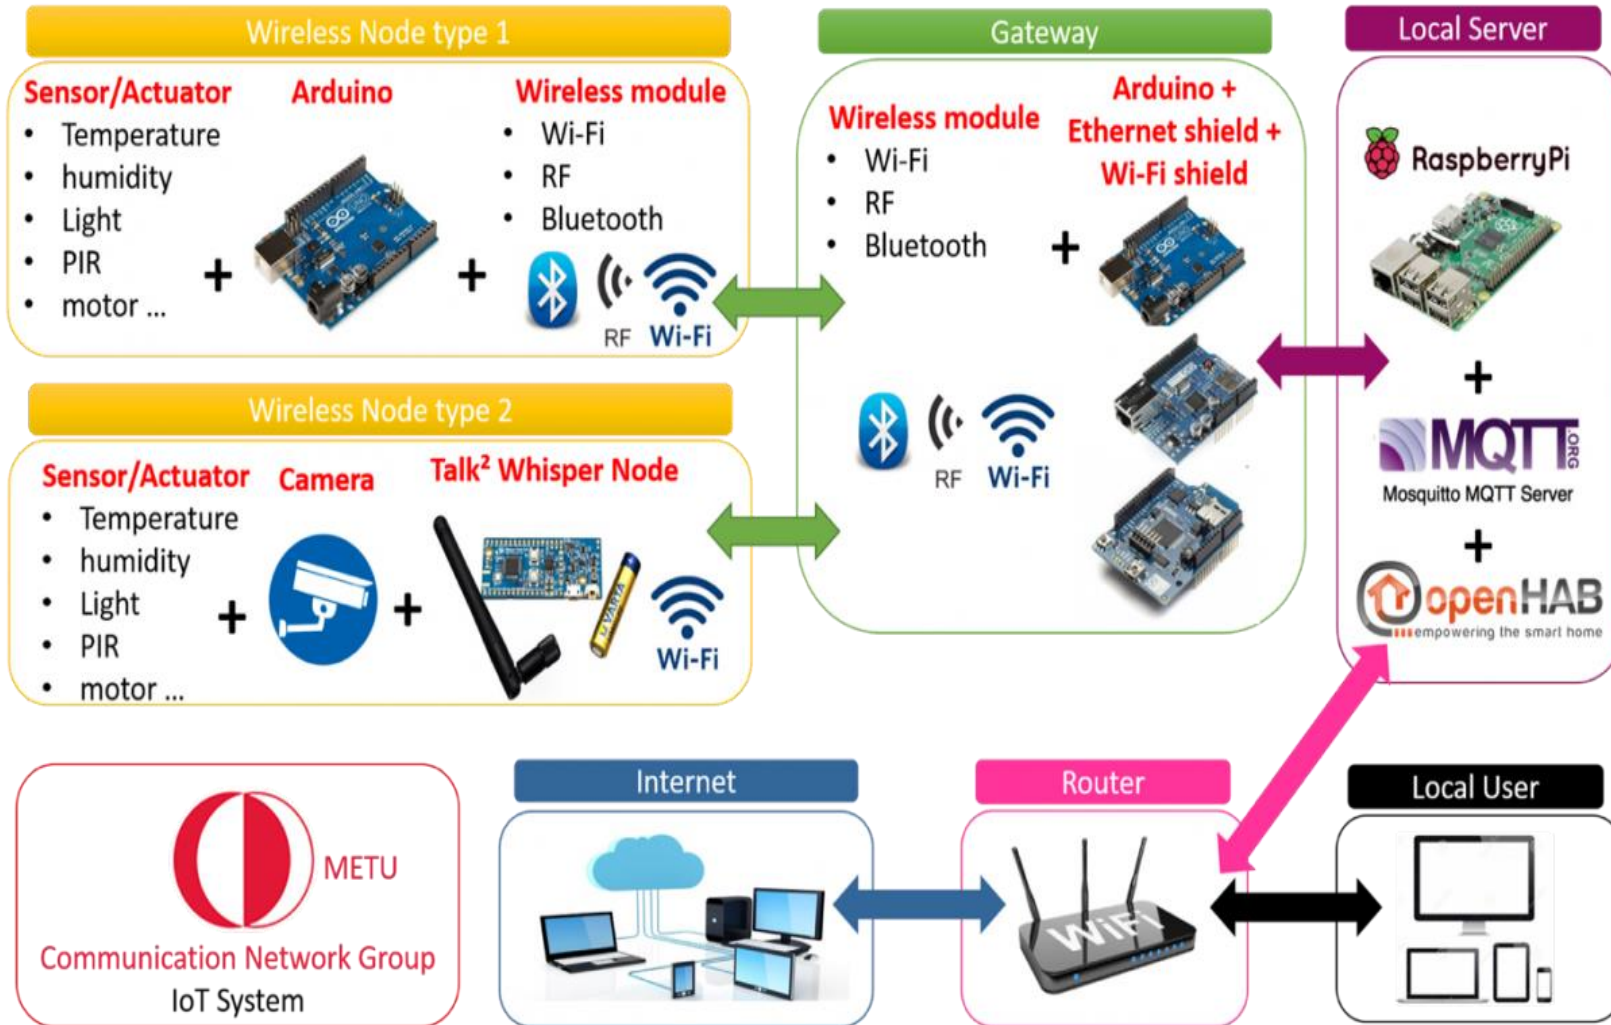 Wireless Node type 1
Sensor/Actuator
• Temperature
• humidity
• Light
• PIR
• motor ...
+
Arduino
+
Wireless module
• Wi-Fi
• RF
• Bluetooth
RF
Wi-Fi
Wireless Node type 2
Sensor/Actuator
• Temperature
• humidity
• Light
• PIR
• motor ...
+
Camera
+
Talk² Whisper Node
VARTA
Wi-Fi
Gateway
Wireless module
• Wi-Fi
• RF
• Bluetooth
+
Arduino +
Ethernet shield +
Wi-Fi shield
RF
Wi-Fi
Local Server
RaspberryPi
+
MQTT.ORG
Mosquitto MQTT Server
+
openHAB
empowering the smart home
METU
Communication Network Group
IoT System
Internet
Router
WiFi
Local User